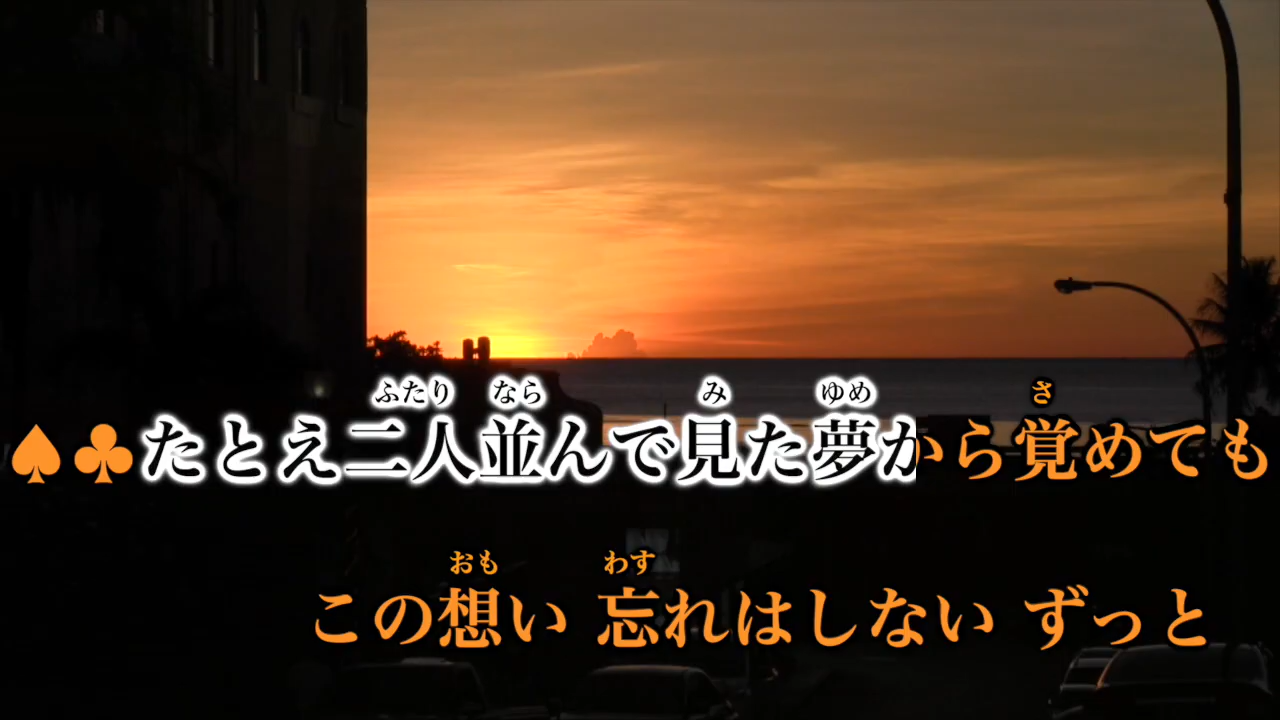 ふたり なら み ゆめ さ
♠♣たとえ二人並んで見た夢から覚めても
おも わす
この想い 忘れはしない ずっと